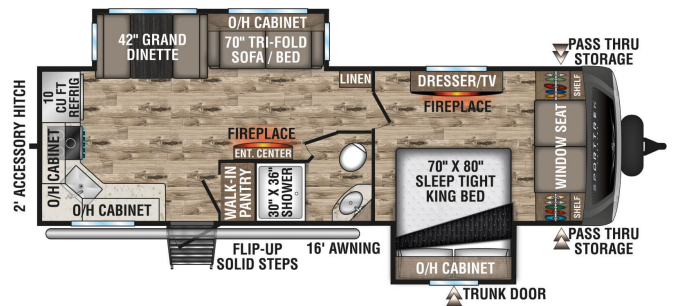 O/H CABINET
42" GRAND
DINETTE
70" TRI-FOLD
SOFA / BED
PASS THRU
STORAGE
2' ACCESSORY HITCH
10
CU FT
REFRIG
LINEN
DRESSER/TV
FIREPLACE
SHELF
FIREPLACE
ENT. CENTER
WINDOW SEAT
SPORTTREK
O/H CABINET
O/H CABINET
WALK-IN
PANTRY
30" X 36"
SHOWER
70" X 80"
SLEEP TIGHT
KING BED
SHELF
FLIP-UP
SOLID STEPS
16' AWNING
O/H CABINET
PASS THRU
STORAGE
TRUNK DOOR